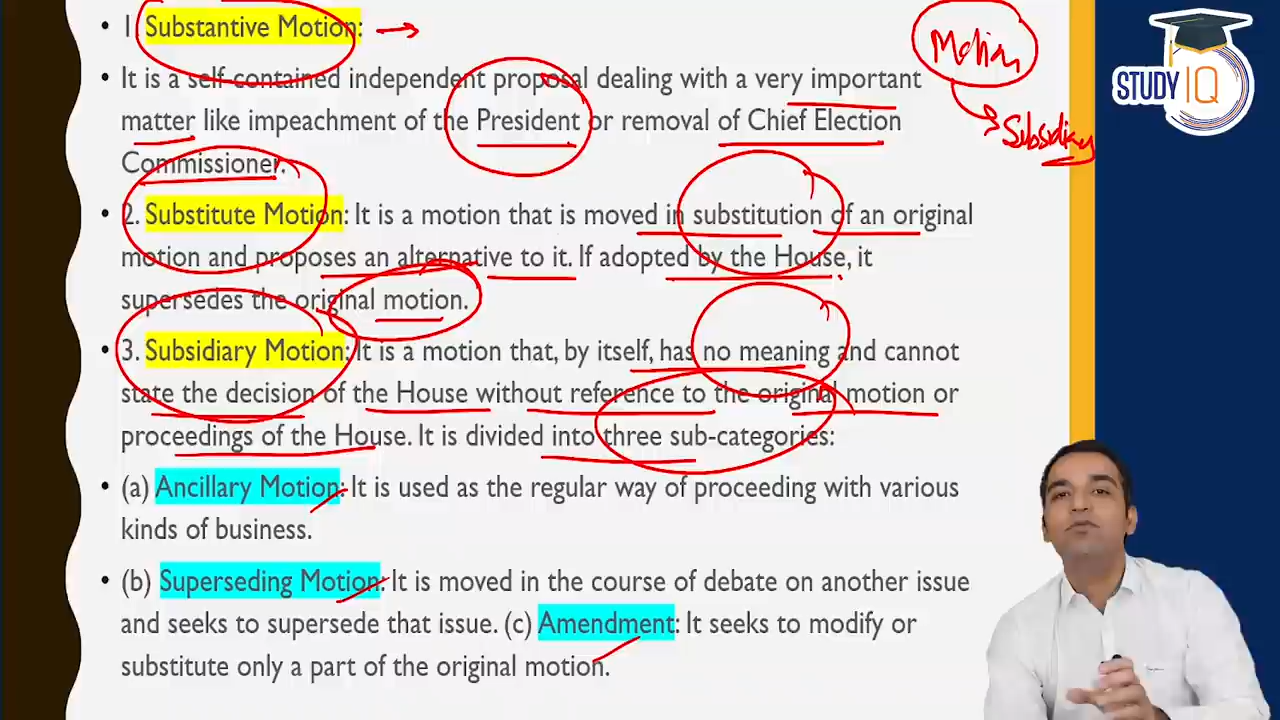 • 1. Substantive Motion:
• It is a self-contained independent proposal dealing with a very important
matter like impeachment of the President or removal of Chief Election
Commissioner.
• 2. Substitute Motion: It is a motion that is moved in substitution of an original
motion and proposes an alternative to it. If adopted by the House, it
supersedes the original motion.
• 3. Subsidiary Motion: It is a motion that, by itself, has no meaning and cannot
state the decision of the House without reference to the original motion or
proceedings of the House. It is divided into three sub-categories:
• (a) Ancillary Motion: It is used as the regular way of proceeding with various
kinds of business.
• (b) Superseding Motion: It is moved in the course of debate on another issue
and seeks to supersede that issue. (c) Amendment: It seeks to modify or
substitute only a part of the original motion.
Motion
Subsidiary
STUDY IQ